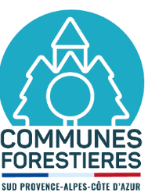 COMMUNES
FORESTIERES
SUD PROVENCE-ALPES-CÔTE D'AZUR